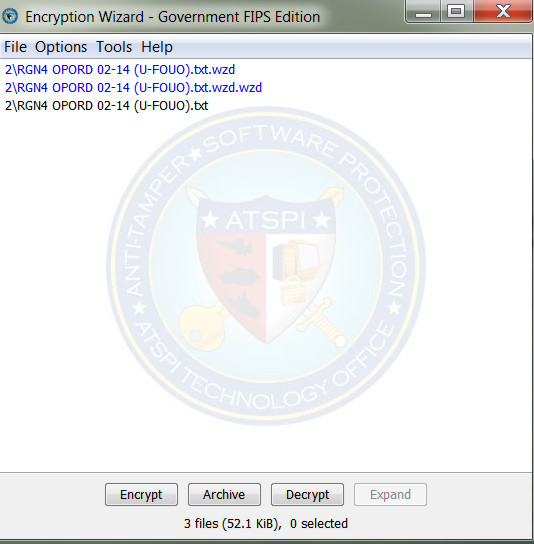 Encryption Wizard - Government FIPS Edition
File Options Tools Help
2\RGN4 OPORD 02-14 (U-FOUO).txt.wzd
2\RGN4 OPORD 02-14 (U-FOUO).txt.wzd.wzd
2\RGN4 OPORD 02-14 (U-FOUO).txt
ANTI-TAMPER★SOFTWARE PROTECTION
★ ATSPI ★
★ATSPI TECHNOLOGY OFFICE★
Encrypt Archive Decrypt Expand
3 files (52.1 KiB), 0 selected